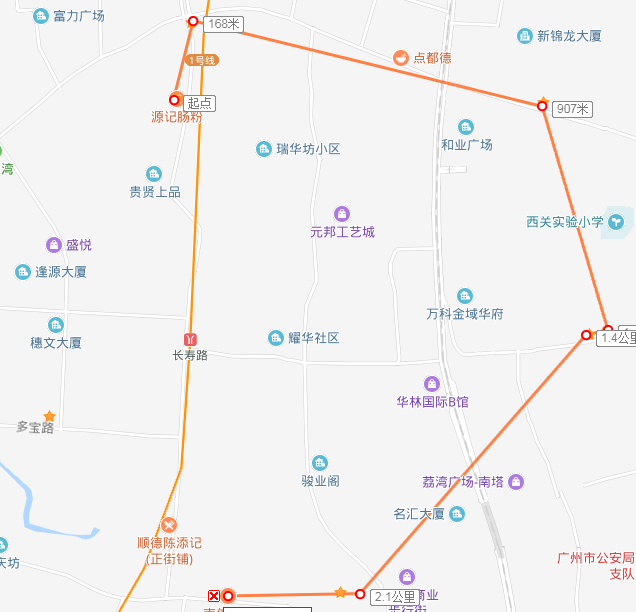 富力广场
168米
新锦龙大厦
1号线
点都德
起点
源记肠粉
907米
和业广场
瑞华坊小区
湾
贵贤上品
西关实验小学
元邦工艺城
盛悦
逢源大厦
万科金域华府
穗文大厦
耀华社区
1.4公里
长寿路
华林国际B馆
多宝路
骏业阁
荔湾广场-南塔
名汇大厦
顺德陈添记
(正街铺)
广州市公安局
支队
庆坊
2.1公里
商业
步行街